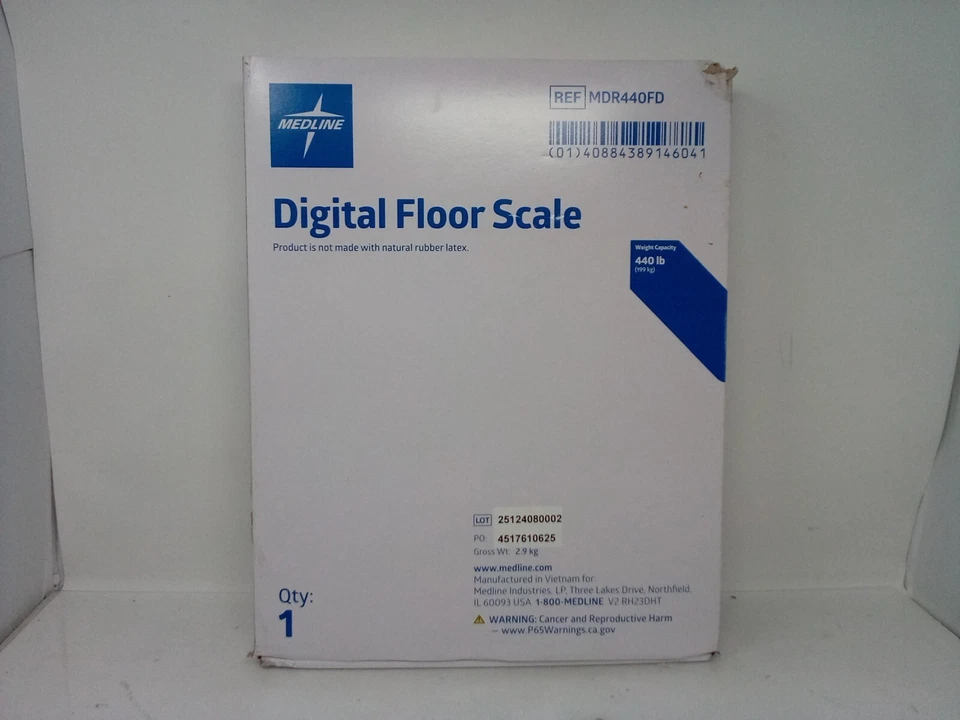 MEDLINE
REF MDR440FD
(01)40884389146041
Digital Floor Scale
Product is not made with natural rubber latex.
Weight Capacity
440 lb
(199 kg)
LOT 25124080002
PO: 4517610625
Gross Wt: 2.9 kg
www.medline.com
Manufactured in Vietnam for:
Medline Industries, LP, Three Lakes Drive, Northfield,
IL 60093 USA 1-800-MEDLINE V2 RH23DHT
WARNING: Cancer and Reproductive Harm
– www.P65Warnings.ca.gov
Qty:
1